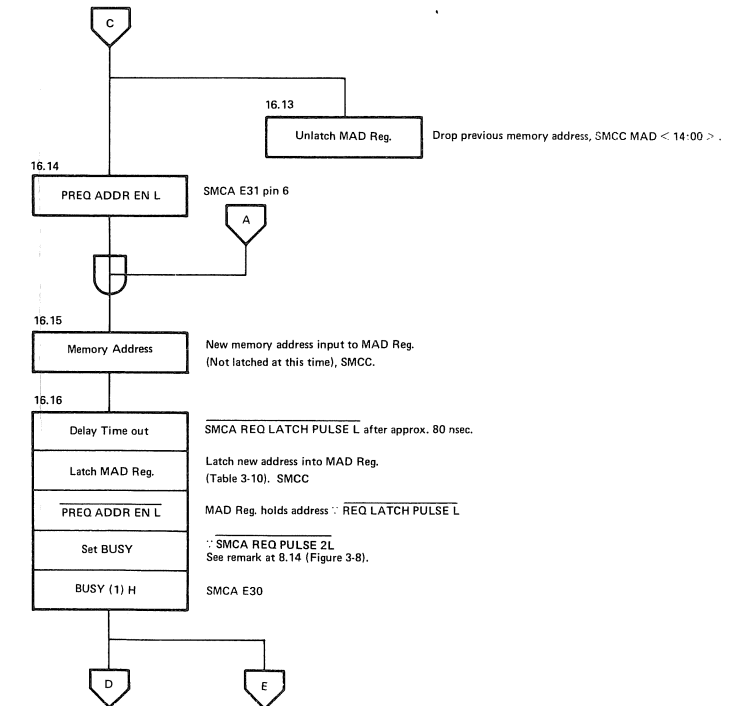 C
16.13
Unlatch MAD Reg.
Drop previous memory address, SMCC MAD < 14:00 > .
16.14
PREQ ADDR EN L
SMCA E31 pin 6
A
16.15
Memory Address
New memory address input to MAD Reg.
(Not latched at this time), SMCC.
16.16
Delay Time out
SMCA REQ LATCH PULSE L after approx. 80 nsec.
Latch MAD Reg.
Latch new address into MAD Reg.
(Table 3-10). SMCC
PREQ ADDR EN L
MAD Reg. holds address ∵ REQ LATCH PULSE L
Set BUSY
∵ SMCA REQ PULSE 2L
See remark at 8.14 (Figure 3-8).
BUSY (1) H
SMCA E30
D
E